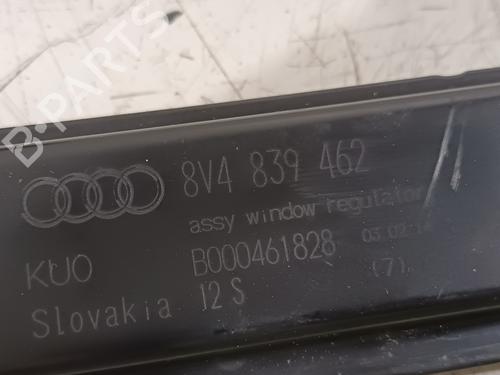 B-PARTS
8V4 839 462
assy window regulator
KUO B000461828 03.02.14
Slovakia 12 S (7)